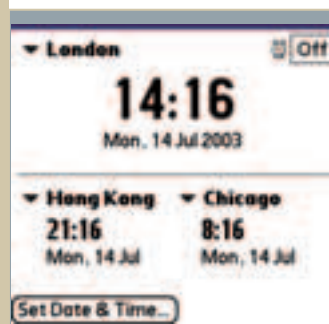 London Off
14:16
Mon, 14 Jul 2003
Hong Kong Chicago
21:16 8:16
Mon, 14 Jul Mon, 14 Jul
Set Date & Time...